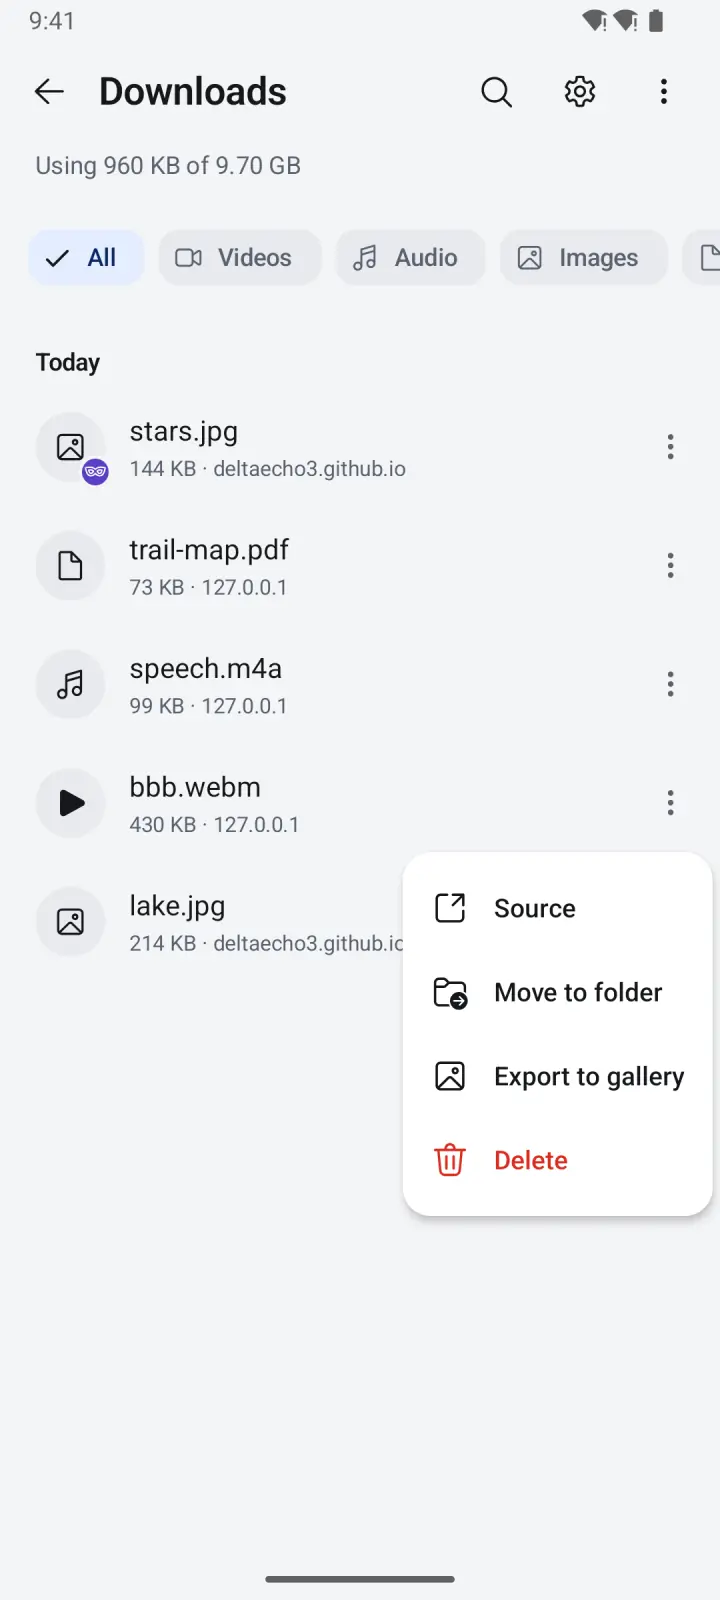 9:41
Downloads
Using 960 KB of 9.70 GB
All
Videos
Audio
Images
Today
stars.jpg
144 KB · deltaecho3.github.io
trail-map.pdf
73 KB · 127.0.0.1
speech.m4a
99 KB · 127.0.0.1
bbb.webm
430 KB · 127.0.0.1
lake.jpg
214 KB · deltaecho3.github.io
Source
Move to folder
Export to gallery
Delete